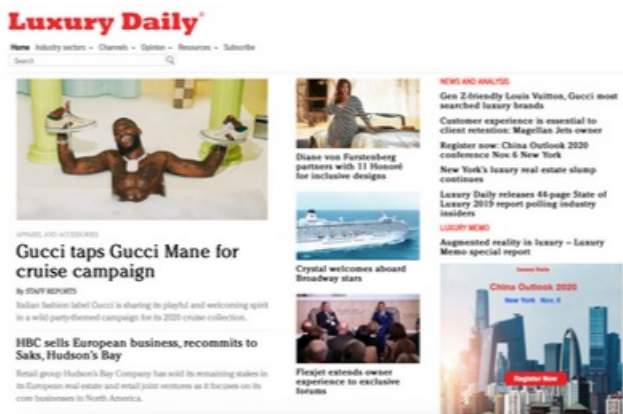 Luxury Daily®
Home Industry sectors Channels Opinion Resources Subscribe
Search
APPAREL AND ACCESSORIES
Gucci taps Gucci Mane for
cruise campaign
By STAFF REPORTS
Italian fashion label Gucci is sharing its playful and welcoming spirit
in a wild party-themed campaign for its 2020 cruise collection.
HBC sells European business, recommits to
Saks, Hudson's Bay
Retail group Hudson's Bay Company has sold its remaining stakes in
its European real estate and retail joint ventures as it focuses on its
core businesses in North America.
Diane von Furstenberg
partners with 11 Honoré
for inclusive designs
Crystal welcomes aboard
Broadway stars
Flexjet extends owner
experience to exclusive
forums
NEWS AND ANALYSIS
Gen Z-friendly Louis Vuitton, Gucci most
searched luxury brands
Customer experience is essential to
client retention: Magellan Jets owner
Register now: China Outlook 2020
conference Nov. 6 New York
New York's luxury real estate slump
continues
Luxury Daily releases 44-page State of
Luxury 2019 report polling industry
insiders
LUXURY MEMO
Augmented reality in luxury – Luxury
Memo special report
Luxury Daily
China Outlook 2020
New York Nov. 6
Register Now